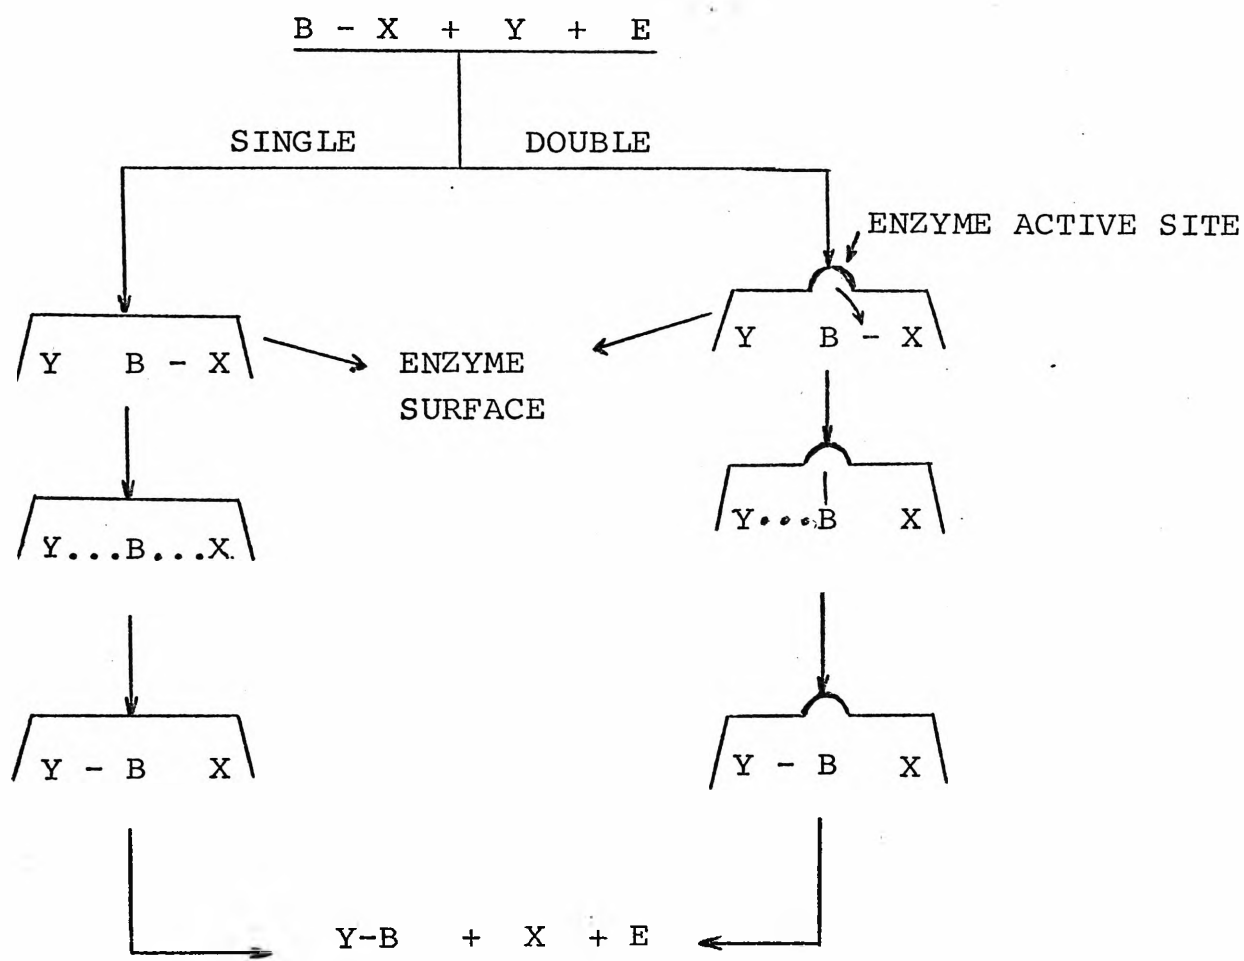 B - X + Y + E
SINGLE DOUBLE
ENZYME ACTIVE SITE
Y B - X
Y B - X
ENZYME
SURFACE
Y...B...X
Y...B X
Y - B X
Y - B X
Y-B + X + E